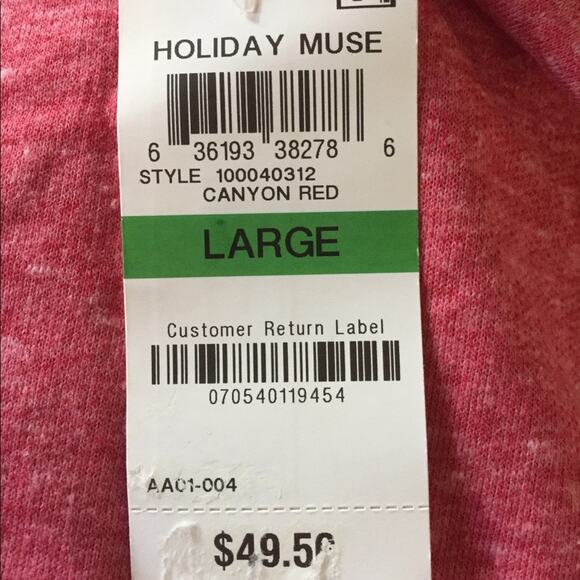 HOLIDAY MUSE
6 36193 38278 6
STYLE 100040312
CANYON RED
LARGE
Customer Return Label
070540119454
AA01-004